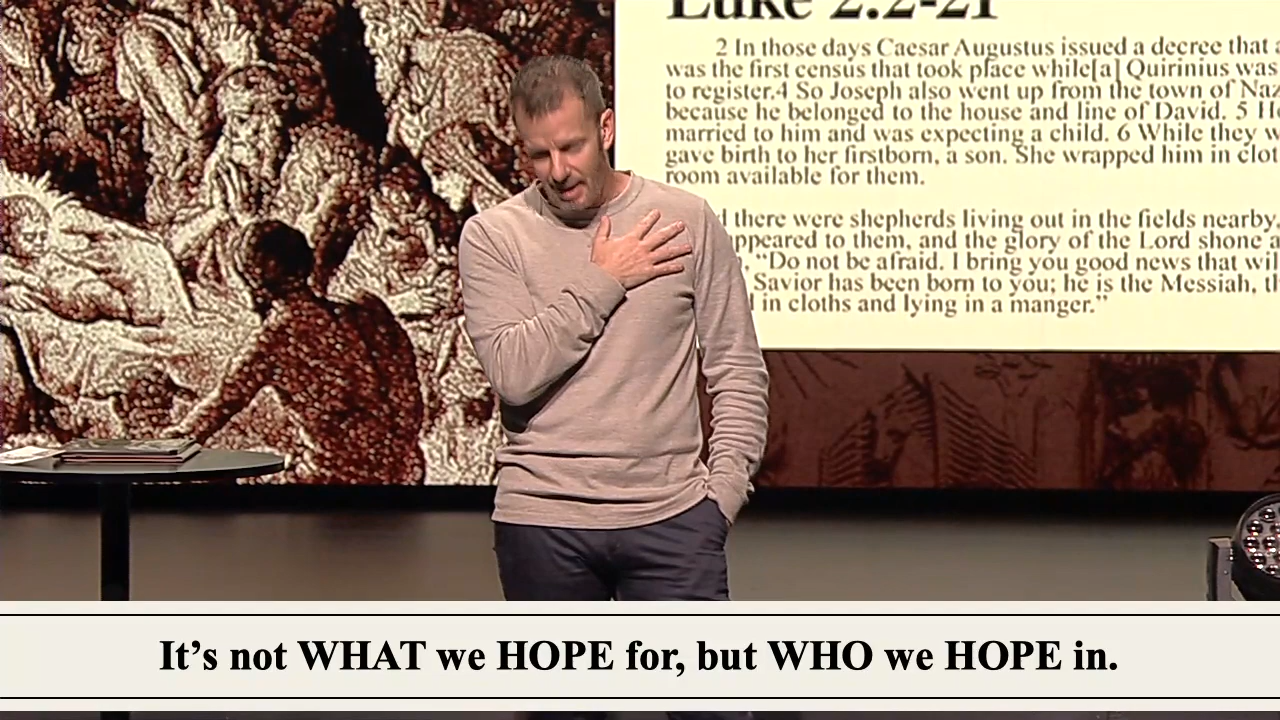 Luke 2:2-21
2 In those days Caesar Augustus issued a decree that
was the first census that took place while[a] Quirinius was
to register.4 So Joseph also went up from the town of Naz
because he belonged to the house and line of David. 5 H
married to him and was expecting a child. 6 While they w
gave birth to her firstborn, a son. She wrapped him in clot
room available for them.
there were shepherds living out in the fields nearby,
ppeared to them, and the glory of the Lord shone a
"Do not be afraid. I bring you good news that wil
Savior has been born to you; he is the Messiah, th
in cloths and lying in a manger."
It's not WHAT we HOPE for, but WHO we HOPE in.